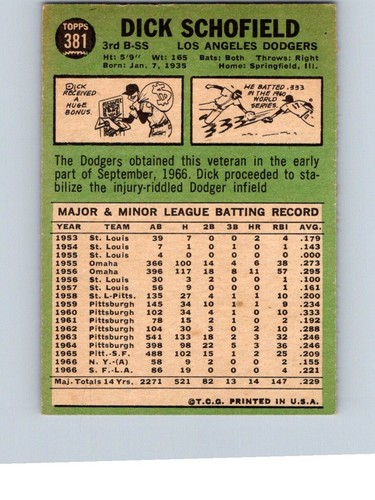 TOPPS
381
DICK SCHOFIELD
3rd B-SS LOS ANGELES DODGERS
Ht: 5'9" Wt: 165 Bats: Both Throws: Right
Born: Jan. 7, 1935 Home: Springfield, Ill.
DICK
RECEIVED
A
HUGE
BONUS.
WE BATTED .333
IN THE 1960
WORLD
SERIES.
The Dodgers obtained this veteran in the early
part of September, 1966. Dick proceeded to sta-
bilize the injury-riddled Dodger infield
MAJOR & MINOR LEAGUE BATTING RECORD
YEAR TEAM AB H 2B 3B HR RBI AVG.
1953 St. Louis 39 7 0 0 2 4 .179
1954 St. Louis 7 1 0 1 0 1 .143
1955 St. Louis 4 0 0 0 0 0 .000
1955 Omaha 366 100 14 4 6 38 .273
1956 Omaha 396 117 18 8 11 57 .295
1956 St. Louis 30 3 2 0 0 1 .100
1957 St. Louis 56 9 0 0 0 1 .161
1958 St. L-Pitts. 135 27 4 1 1 10 .200
1959 Pittsburgh 145 34 10 1 1 9 .234
1960 Pittsburgh 102 34 4 1 0 10 .333
1961 Pittsburgh 78 15 2 1 0 2 .192
1962 Pittsburgh 104 30 3 0 2 10 .288
1963 Pittsburgh 541 133 18 2 3 32 .246
1964 Pittsburgh 398 98 22 5 3 36 .246
1965 Pitt.-S.F. 488 102 15 1 2 25 .209
1966 N.Y.-(A) 58 9 2 0 0 2 .155
1966 S. F.-L.A. 86 19 0 0 0 4 .221
Maj. Totals 14 Yrs. 2271 521 82 13 14 147 .229
©T.C.G. PRINTED IN U.S.A.